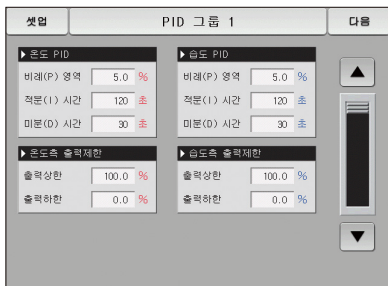 셋업 PID 그룹 1 다음
▶ 온도 PID
비례(P) 영역 5.0 %
적분(I) 시간 120 초
미분(D) 시간 30 초
▶ 습도 PID
비례(P) 영역 5.0 %
적분(I) 시간 120 초
미분(D) 시간 30 초
▶ 온도측 출력제한
출력상한 100.0 %
출력하한 0.0 %
▶ 습도측 출력제한
출력상한 100.0 %
출력하한 0.0 %